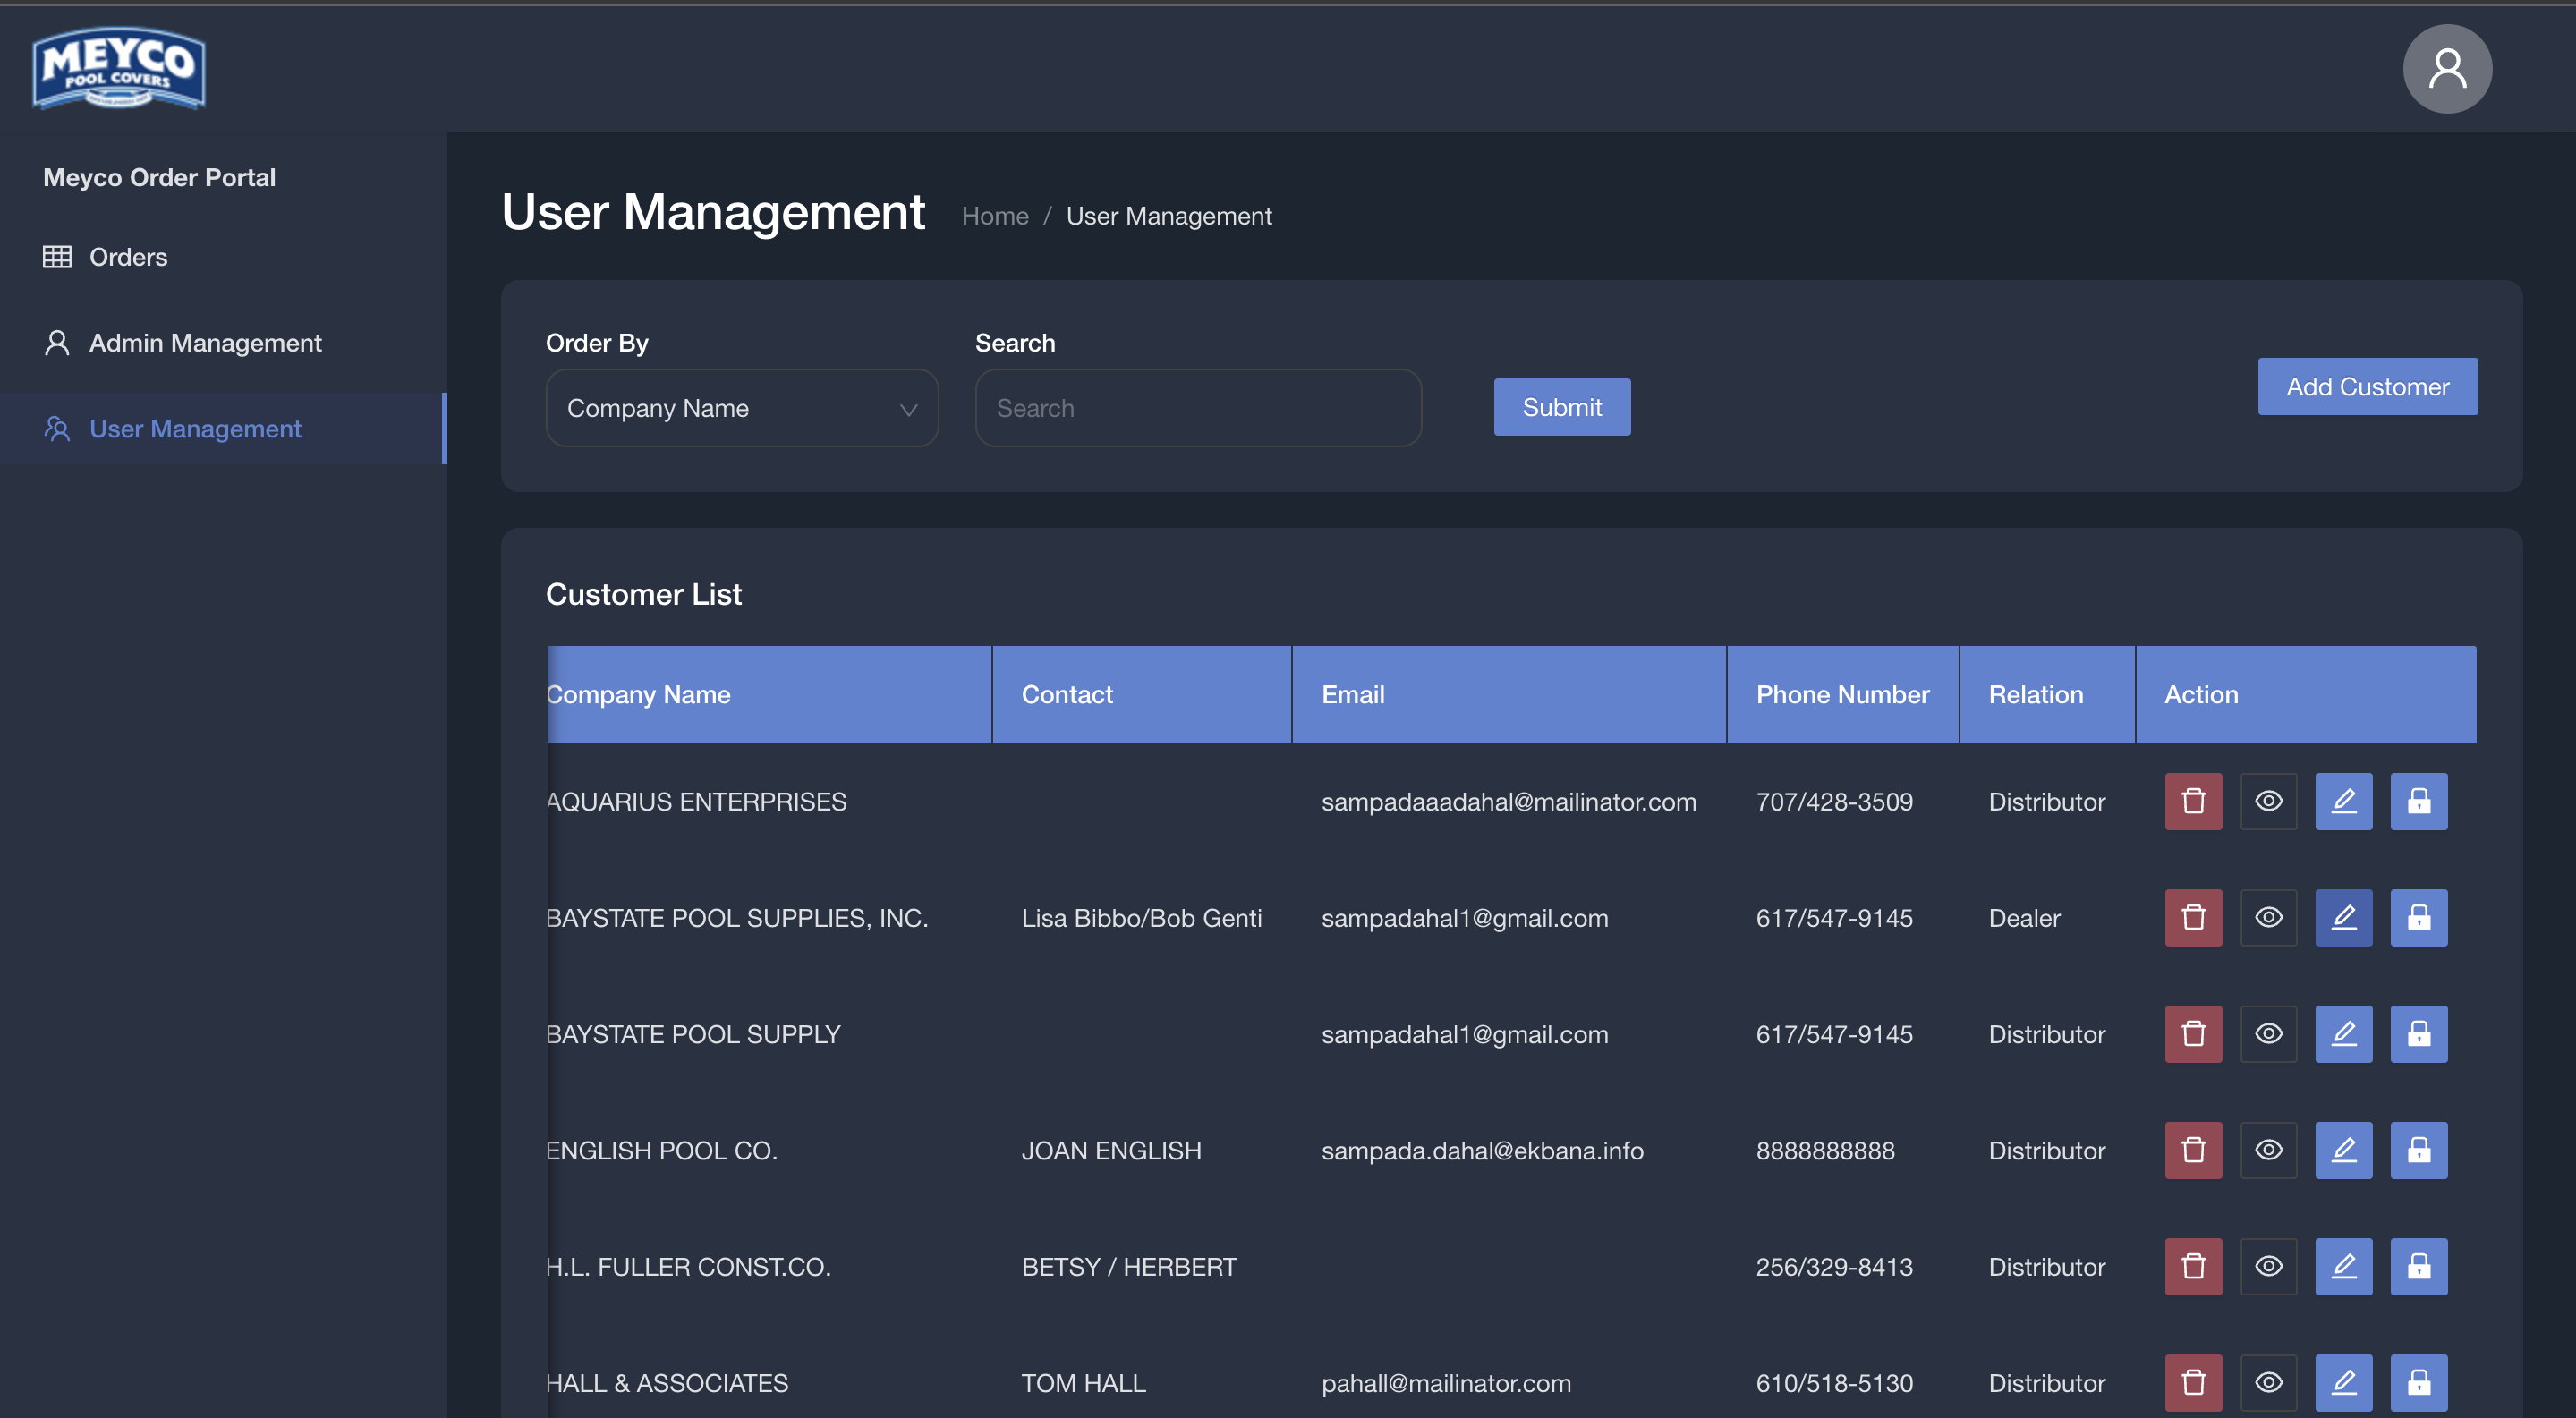 MEYCO
POOL COVERS
Meyco Order Portal
Orders
Admin Management
User Management
User Management Home / User Management
Order By Search
Company Name Search Submit Add Customer
Customer List
Company Name Contact Email Phone Number Relation Action
AQUARIUS ENTERPRISES sampadaaadahal@mailinator.com 707/428-3509 Distributor
BAYSTATE POOL SUPPLIES, INC. Lisa Bibbo/Bob Genti sampadahal1@gmail.com 617/547-9145 Dealer
BAYSTATE POOL SUPPLY sampadahal1@gmail.com 617/547-9145 Distributor
ENGLISH POOL CO. JOAN ENGLISH sampada.dahal@ekbana.info 8888888888 Distributor
H.L. FULLER CONST.CO. BETSY / HERBERT 256/329-8413 Distributor
HALL & ASSOCIATES TOM HALL pahall@mailinator.com 610/518-5130 Distributor